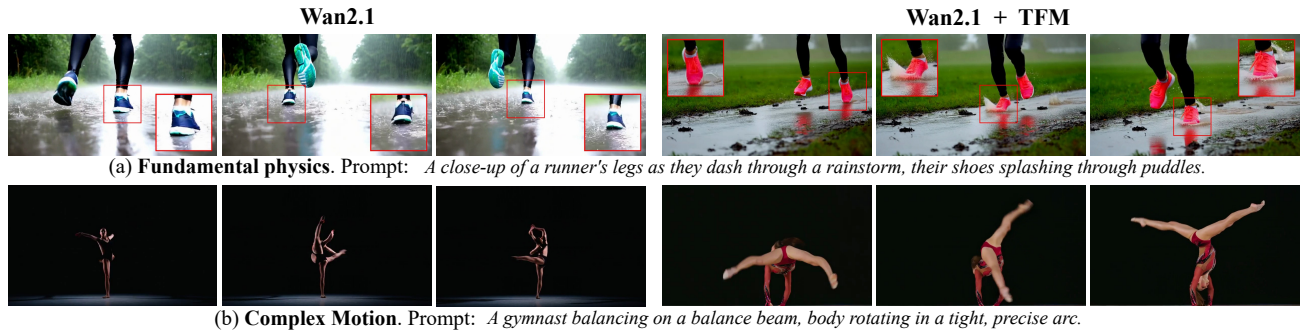 Wan2.1
Wan2.1 + TFM
(a) Fundamental physics. Prompt: A close-up of a runner's legs as they dash through a rainstorm, their shoes splashing through puddles.
(b) Complex Motion. Prompt: A gymnast balancing on a balance beam, body rotating in a tight, precise arc.